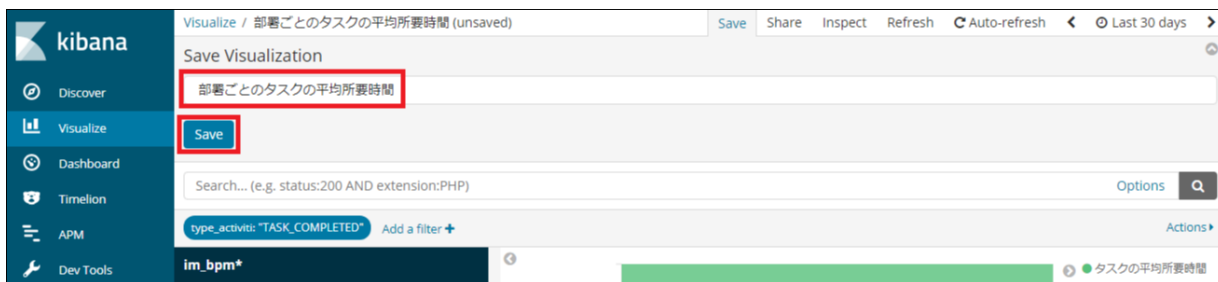 kibana
Discover
Visualize
Dashboard
Timelion
APM
Dev Tools
Visualize / 部署ごとのタスクの平均所要時間 (unsaved)
Save Share Inspect Refresh Auto-refresh Last 30 days
Save Visualization
部署ごとのタスクの平均所要時間
Save
Search... (e.g. status:200 AND extension:PHP) Options
type_activiti: "TASK_COMPLETED" Add a filter + Actions
im_bpm*
タスクの平均所要時間